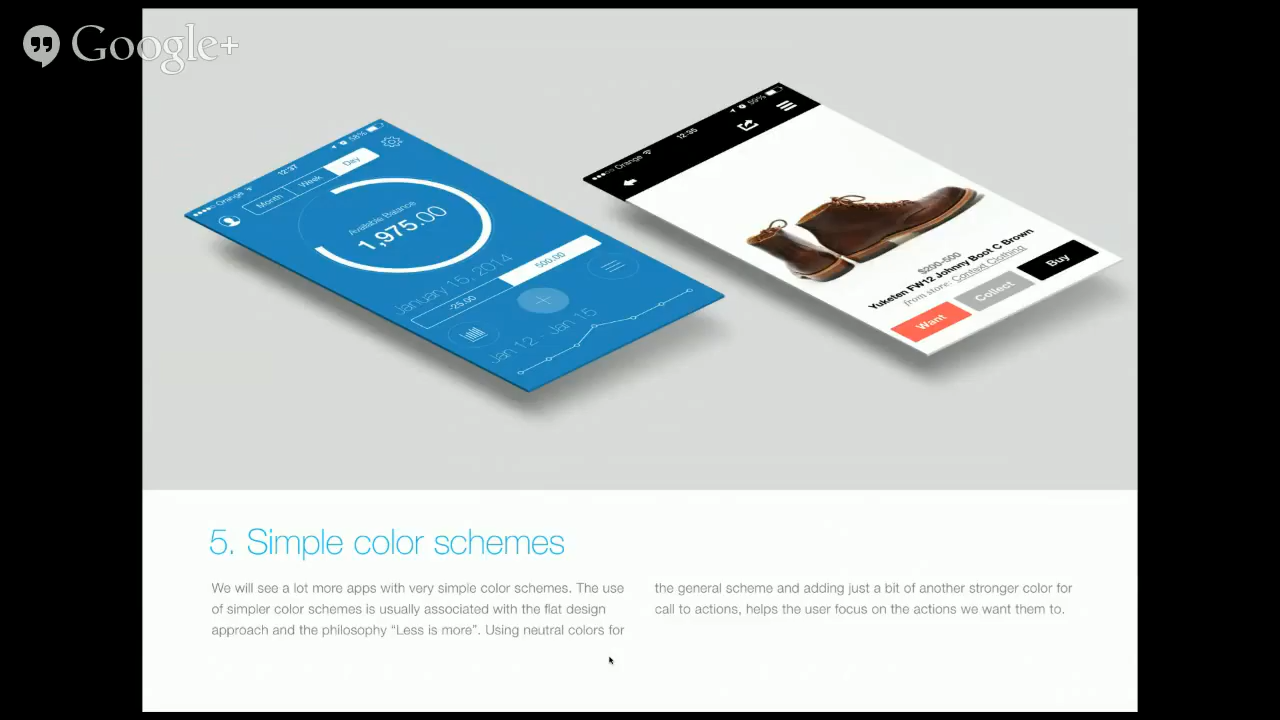 Google+
●●●○○ Orange
12:37
58%
Month
Week
Day
Available Balance
1,975.00
January 15, 2014
-25.00
500.00
Jan 12 - Jan 15
●●●○○ Orange
12:35
59%
$200-500
Yuketen FW12 Johnny Boot C Brown
from store: Context Clothing
Want
Collect
Buy
5. Simple color schemes
We will see a lot more apps with very simple color schemes. The use
of simpler color schemes is usually associated with the flat design
approach and the philosophy “Less is more”. Using neutral colors for
the general scheme and adding just a bit of another stronger color for
call to actions, helps the user focus on the actions we want them to.